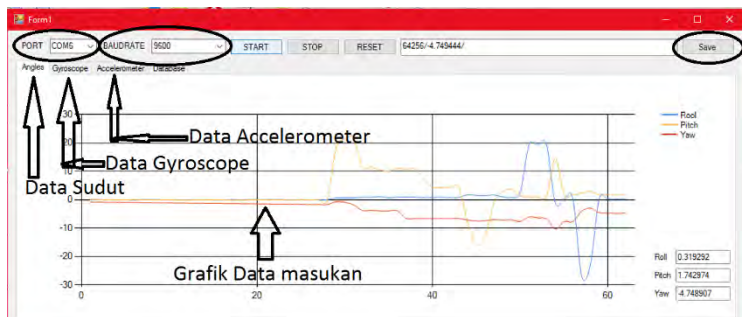 Form1
PORT COM6 BAUDRATE 9600 START STOP RESET 64256/-4.749444/ Save
Angles Gyroscope Accelerometer Database
30
Rool
Pitch
Yaw
20
Data Accelerometer
10
Data Gyroscope
Data Sudut
0
-10
-20
Grafik Data masukan
-30
0 20 40 60
Roll 0.319292
Pitch 1.742974
Yaw -4.748907